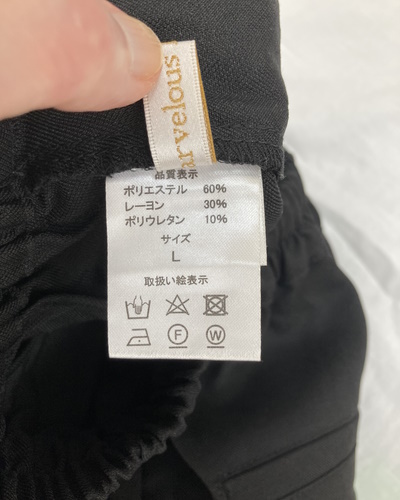 arvelous
品質表示
ポリエステル 60%
レーヨン 30%
ポリウレタン 10%
サイズ
L
取扱い絵表示
F W